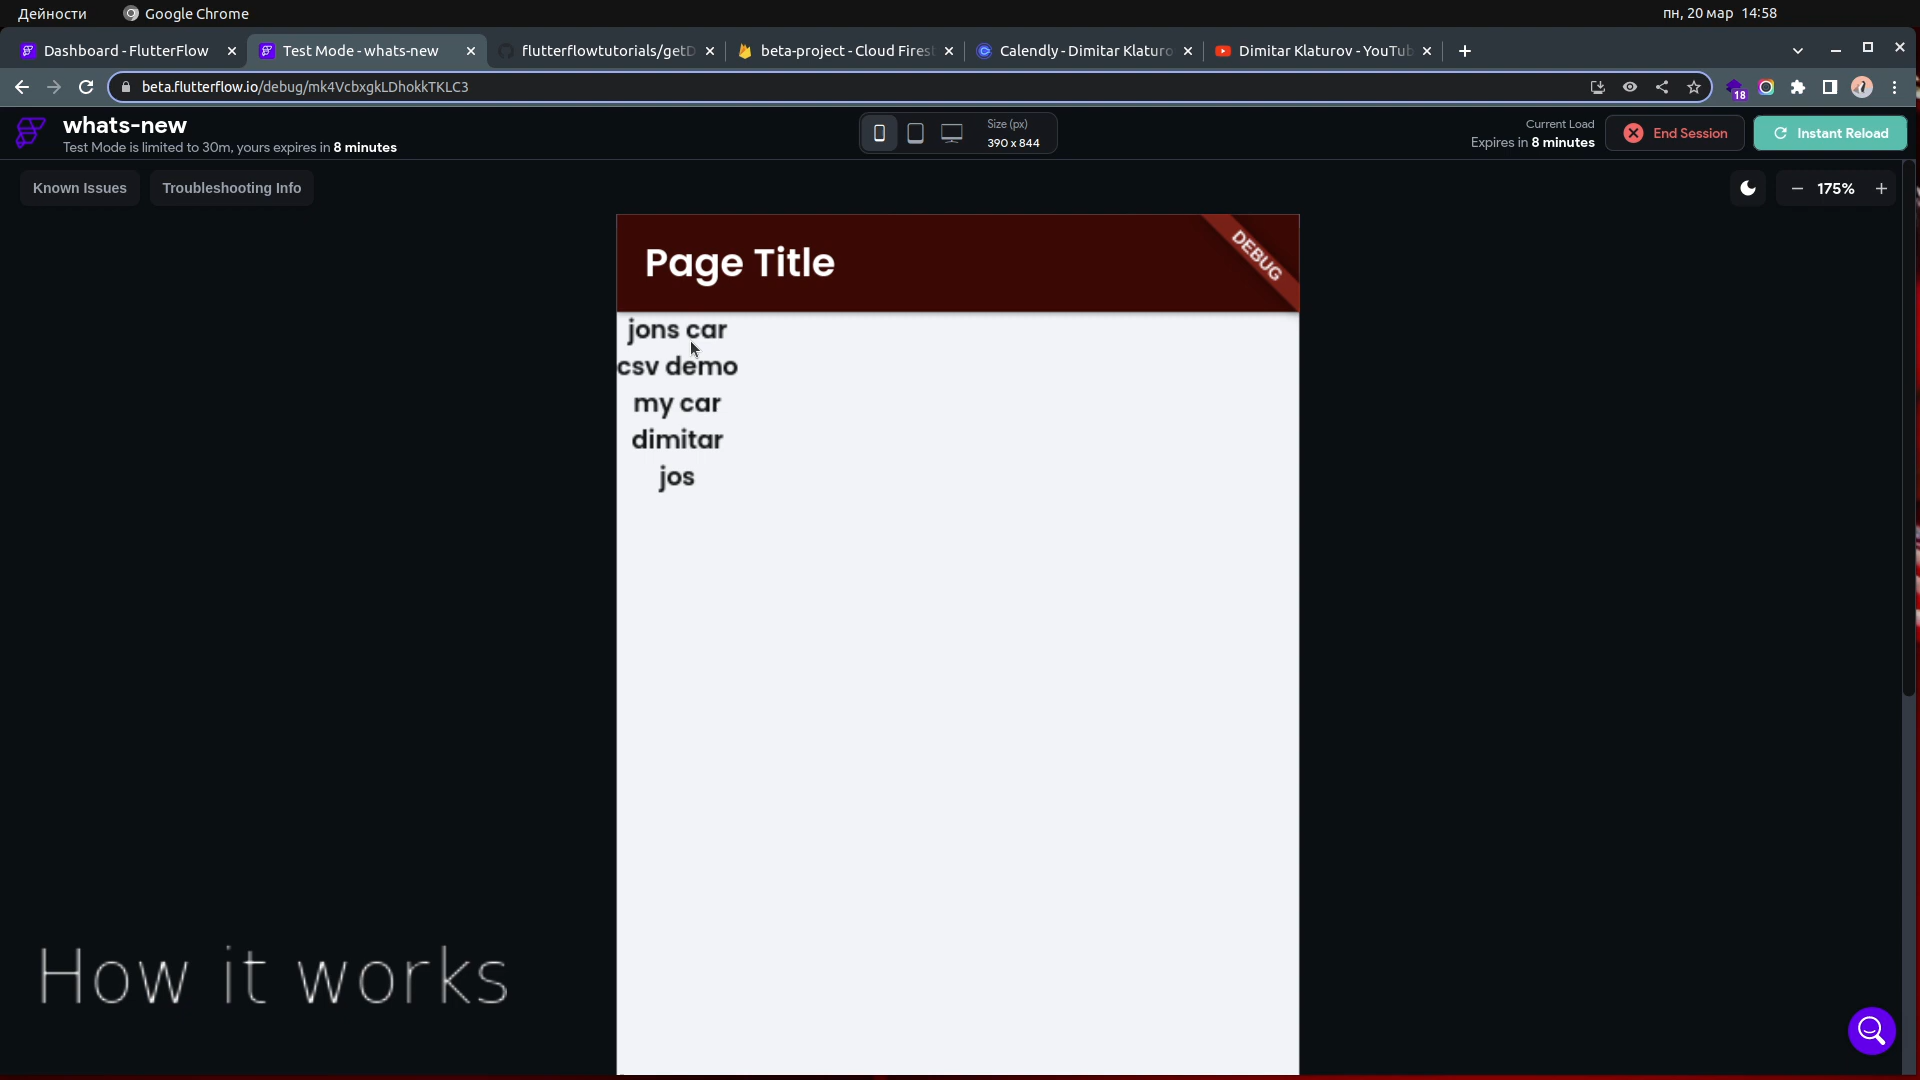 Дейности
Google Chrome
пн, 20 мар 14:58
Dashboard - FlutterFlow
Test Mode - whats-new
flutterflowtutorials/getD
beta-project - Cloud Firest
Calendly - Dimitar Klaturo
Dimitar Klaturov - YouTub
beta.flutterflow.io/debug/mk4VcbxgkLDhokkTKLC3
18
whats-new
Test Mode is limited to 30m, yours expires in 8 minutes
Size (px)
390 x 844
Current Load
Expires in 8 minutes
End Session
Instant Reload
Known Issues
Troubleshooting Info
175%
Page Title
DEBUG
jons car
csv demo
my car
dimitar
jos
How it works